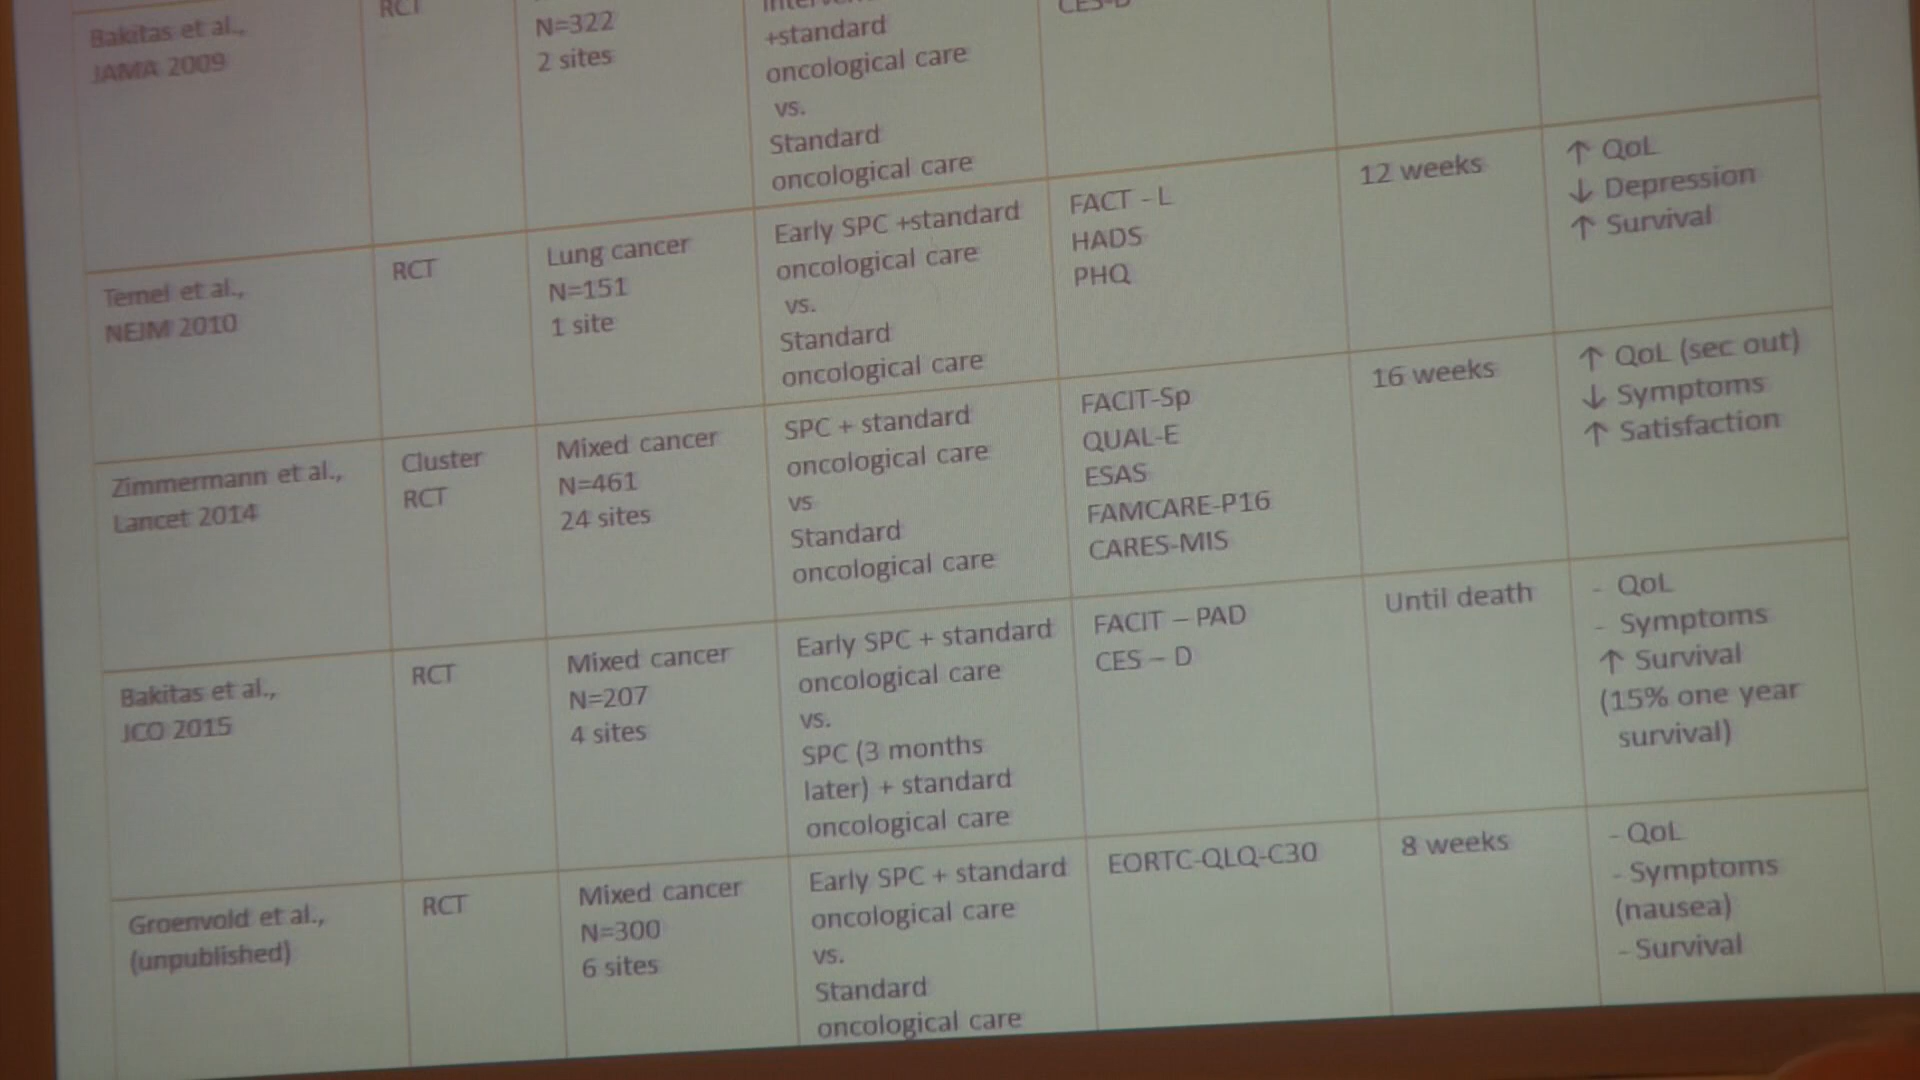 Bakitas et al.,
JAMA 2009
RCT
N=322
2 sites
+standard
oncological care
vs.
Standard
oncological care
CES-D
Temel et al.,
NEJM 2010
RCT
Lung cancer
N=151
1 site
Early SPC +standard
oncological care
vs.
Standard
oncological care
FACT - L
HADS
PHQ
12 weeks
↑ QoL
↓ Depression
↑ Survival
Zimmermann et al.,
Lancet 2014
Cluster
RCT
Mixed cancer
N=461
24 sites
SPC + standard
oncological care
vs
Standard
oncological care
FACIT-Sp
QUAL-E
ESAS
FAMCARE-P16
CARES-MIS
16 weeks
↑ QoL (sec out)
↓ Symptoms
↑ Satisfaction
Bakitas et al.,
JCO 2015
RCT
Mixed cancer
N=207
4 sites
Early SPC + standard
oncological care
vs.
SPC (3 months
later) + standard
oncological care
FACIT – PAD
CES – D
Until death
- QoL
- Symptoms
↑ Survival
(15% one year
survival)
Groenvold et al.,
(unpublished)
RCT
Mixed cancer
N=300
6 sites
Early SPC + standard
oncological care
vs.
Standard
oncological care
EORTC-QLQ-C30
8 weeks
- QoL
- Symptoms
(nausea)
- Survival